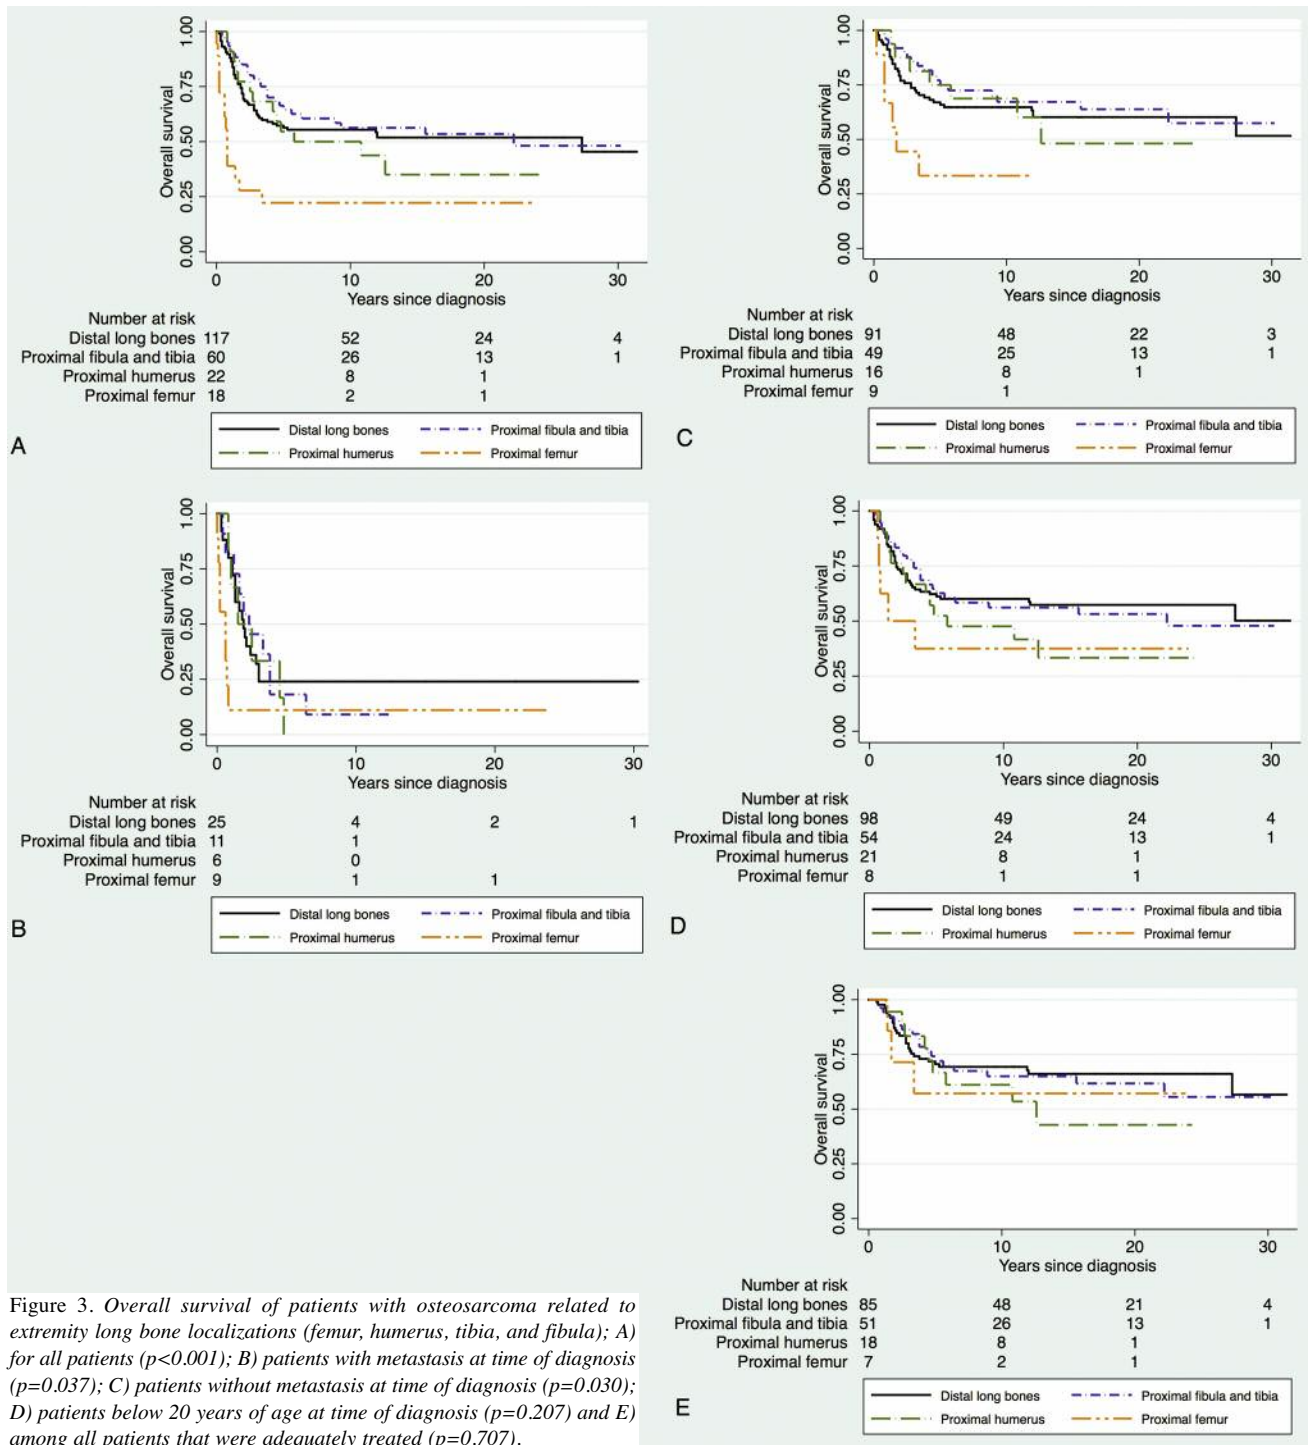 1.00
0.75
0.50
0.25
0.00
Overall survival
0 10 20 30
Years since diagnosis
Number at risk
Distal long bones 117 52 24 4
Proximal fibula and tibia 60 26 13 1
Proximal humerus 22 8 1
Proximal femur 18 2 1
Distal long bones Proximal fibula and tibia
Proximal humerus Proximal femur
A
1.00
0.75
0.50
0.25
0.00
Overall survival
0 10 20 30
Years since diagnosis
Number at risk
Distal long bones 25 4 2 1
Proximal fibula and tibia 11 1
Proximal humerus 6 0
Proximal femur 9 1 1
Distal long bones Proximal fibula and tibia
Proximal humerus Proximal femur
B
1.00
0.75
0.50
0.25
0.00
Overall survival
0 10 20 30
Years since diagnosis
Number at risk
Distal long bones 91 48 22 3
Proximal fibula and tibia 49 25 13 1
Proximal humerus 16 8 1
Proximal femur 9 1
Distal long bones Proximal fibula and tibia
Proximal humerus Proximal femur
C
1.00
0.75
0.50
0.25
0.00
Overall survival
0 10 20 30
Years since diagnosis
Number at risk
Distal long bones 98 49 24 4
Proximal fibula and tibia 54 24 13 1
Proximal humerus 21 8 1
Proximal femur 8 1 1
Distal long bones Proximal fibula and tibia
Proximal humerus Proximal femur
D
1.00
0.75
0.50
0.25
0.00
Overall survival
0 10 20 30
Years since diagnosis
Number at risk
Distal long bones 85 48 21 4
Proximal fibula and tibia 51 26 13 1
Proximal humerus 18 8 1
Proximal femur 7 2 1
Distal long bones Proximal fibula and tibia
Proximal humerus Proximal femur
E
Figure 3. Overall survival of patients with osteosarcoma related to
extremity long bone localizations (femur, humerus, tibia, and fibula); A)
for all patients (p<0.001); B) patients with metastasis at time of diagnosis
(p=0.037); C) patients without metastasis at time of diagnosis (p=0.030);
D) patients below 20 years of age at time of diagnosis (p=0.207) and E)
among all patients that were adequately treated (p=0.707).